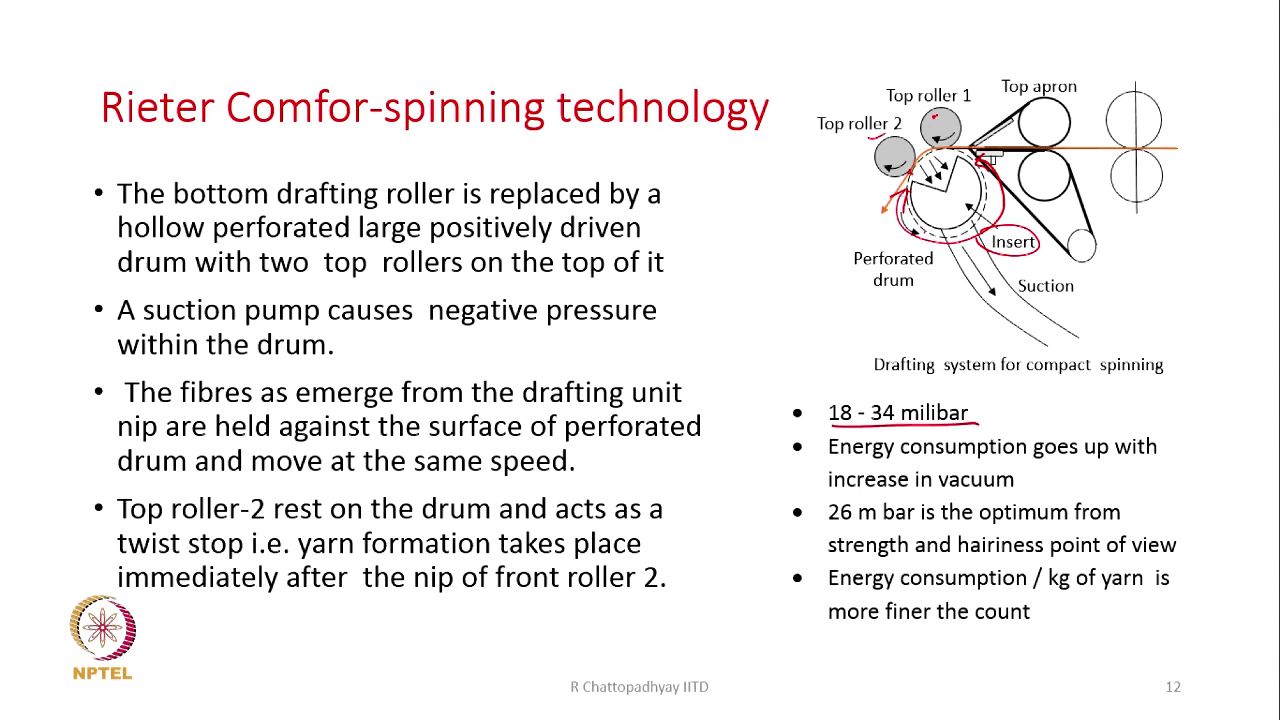 Rieter Comfor-spinning technology
• The bottom drafting roller is replaced by a
hollow perforated large positively driven
drum with two top rollers on the top of it
• A suction pump causes negative pressure
within the drum.
• The fibres as emerge from the drafting unit
nip are held against the surface of perforated
drum and move at the same speed.
• Top roller-2 rest on the drum and acts as a
twist stop i.e. yarn formation takes place
immediately after the nip of front roller 2.
Top apron
Top roller 1
Top roller 2
Insert
Perforated
drum
Suction
Drafting system for compact spinning
• 18 - 34 milibar
• Energy consumption goes up with
increase in vacuum
• 26 m bar is the optimum from
strength and hairiness point of view
• Energy consumption / kg of yarn is
more finer the count
NPTEL
R Chattopadhyay IITD
12